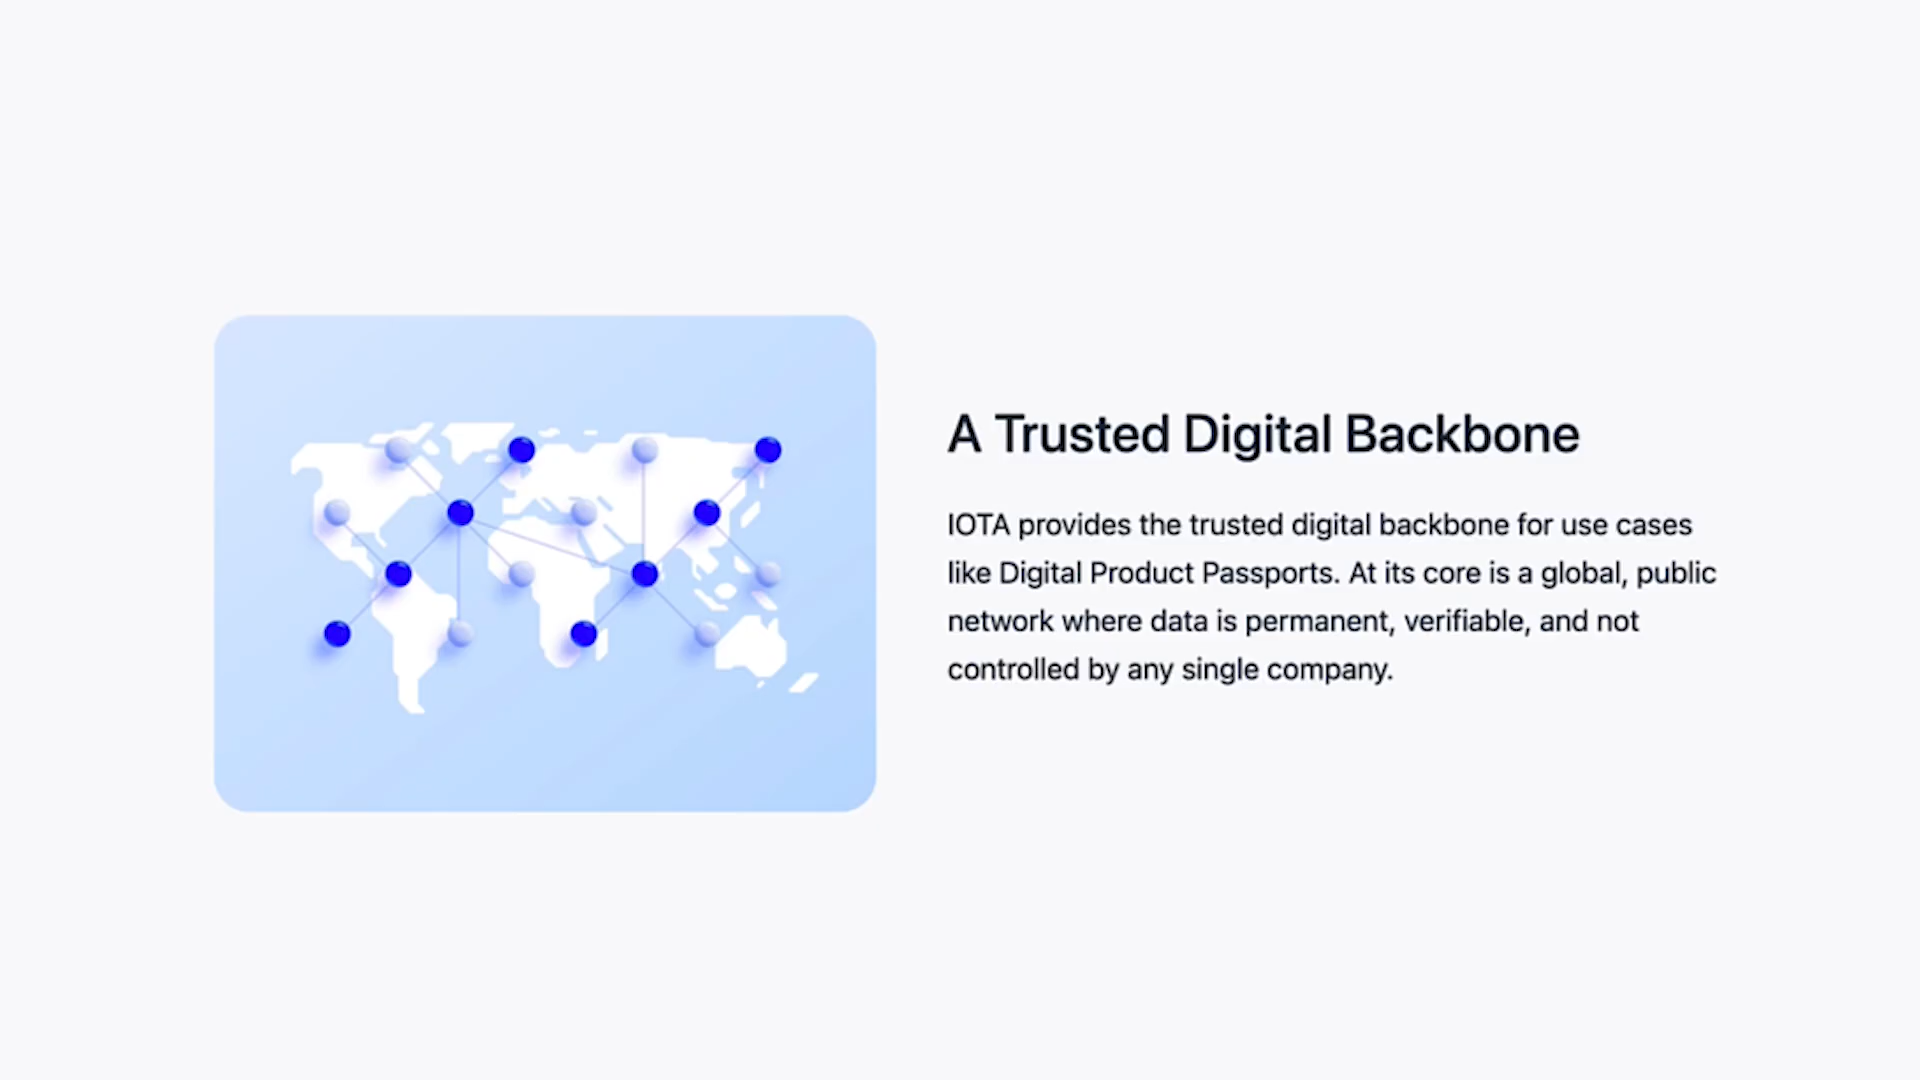 A Trusted Digital Backbone
IOTA provides the trusted digital backbone for use cases
like Digital Product Passports. At its core is a global, public
network where data is permanent, verifiable, and not
controlled by any single company.